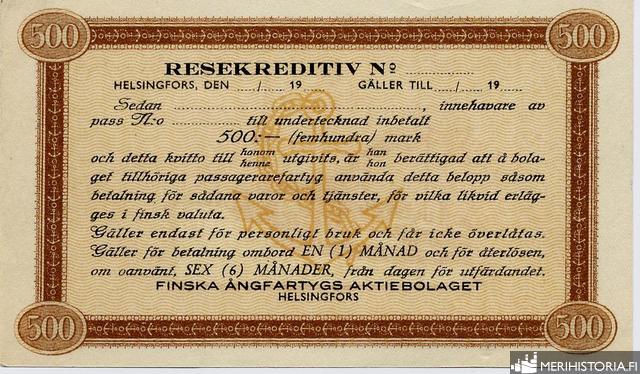 500 500
RESEKREDITIV No ................
HELSINGFORS, DEN ..../..... 19 ..... GÄLLER TILL ...../..... 19 .....
Sedan ................................................., innehavare av
pass N:o ................ till undertecknad inbetalt
500:— (femhundra) mark
och detta kvitto till honom henne utgivits, är han hon berättigad att å bola-
get tillhöriga passagerarefartyg använda detta belopp såsom
betalning för sådana varor och tjänster, för vilka likvid erläg-
ges i finsk valuta.
Gäller endast för personligt bruk och får icke överlåtas.
Gäller för betalning ombord EN (1) MÅNAD och för återlösen,
om oanvänt, SEX (6) MÅNADER, från dagen för utfärdandet.
FINSKA ÅNGFARTYGS AKTIEBOLAGET
HELSINGFORS
500 500
MERIHISTORIA.FI